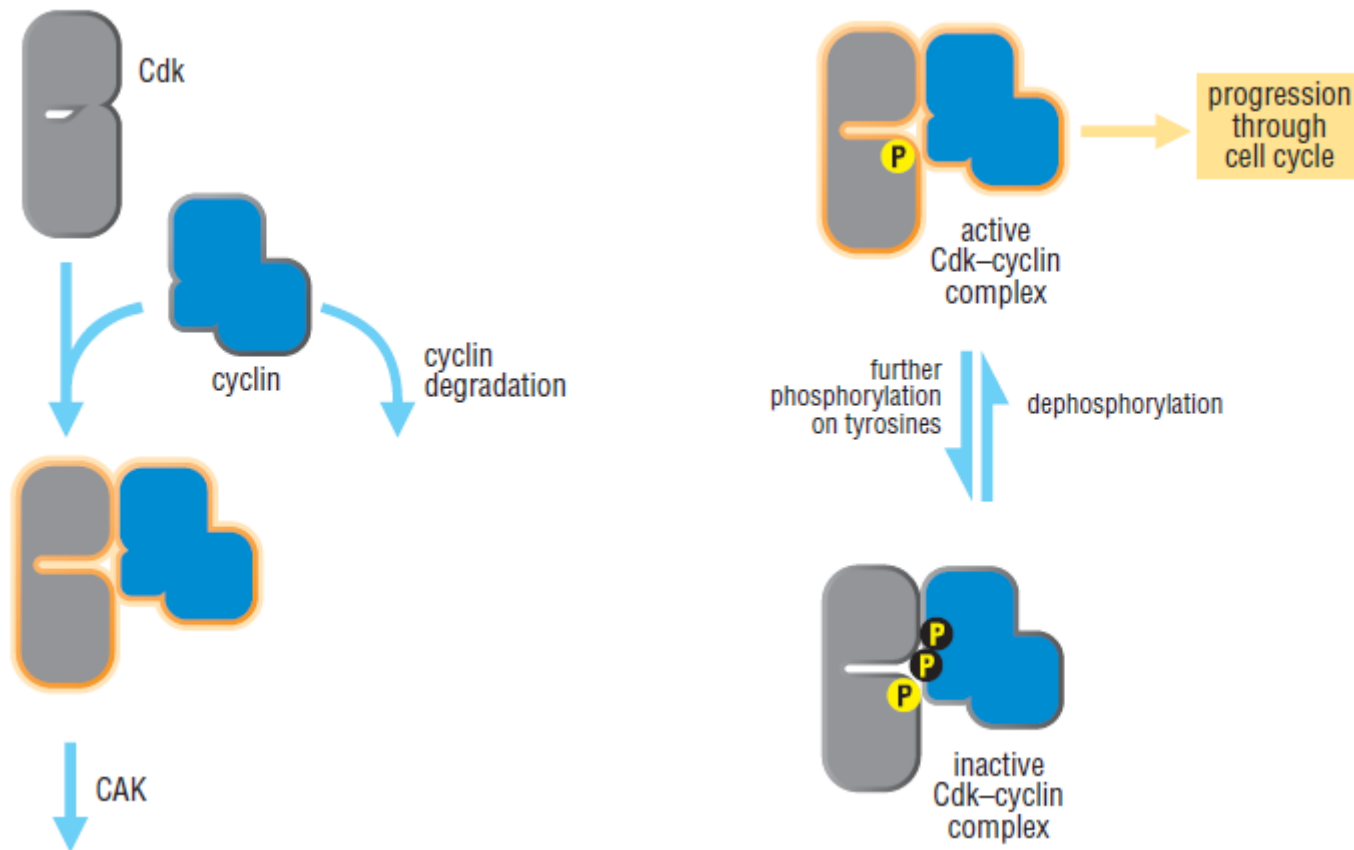 Cdk
cyclin
cyclin
degradation
CAK
P
active
Cdk–cyclin
complex
progression
through
cell cycle
further
phosphorylation
on tyrosines
dephosphorylation
P
P
P
inactive
Cdk–cyclin
complex